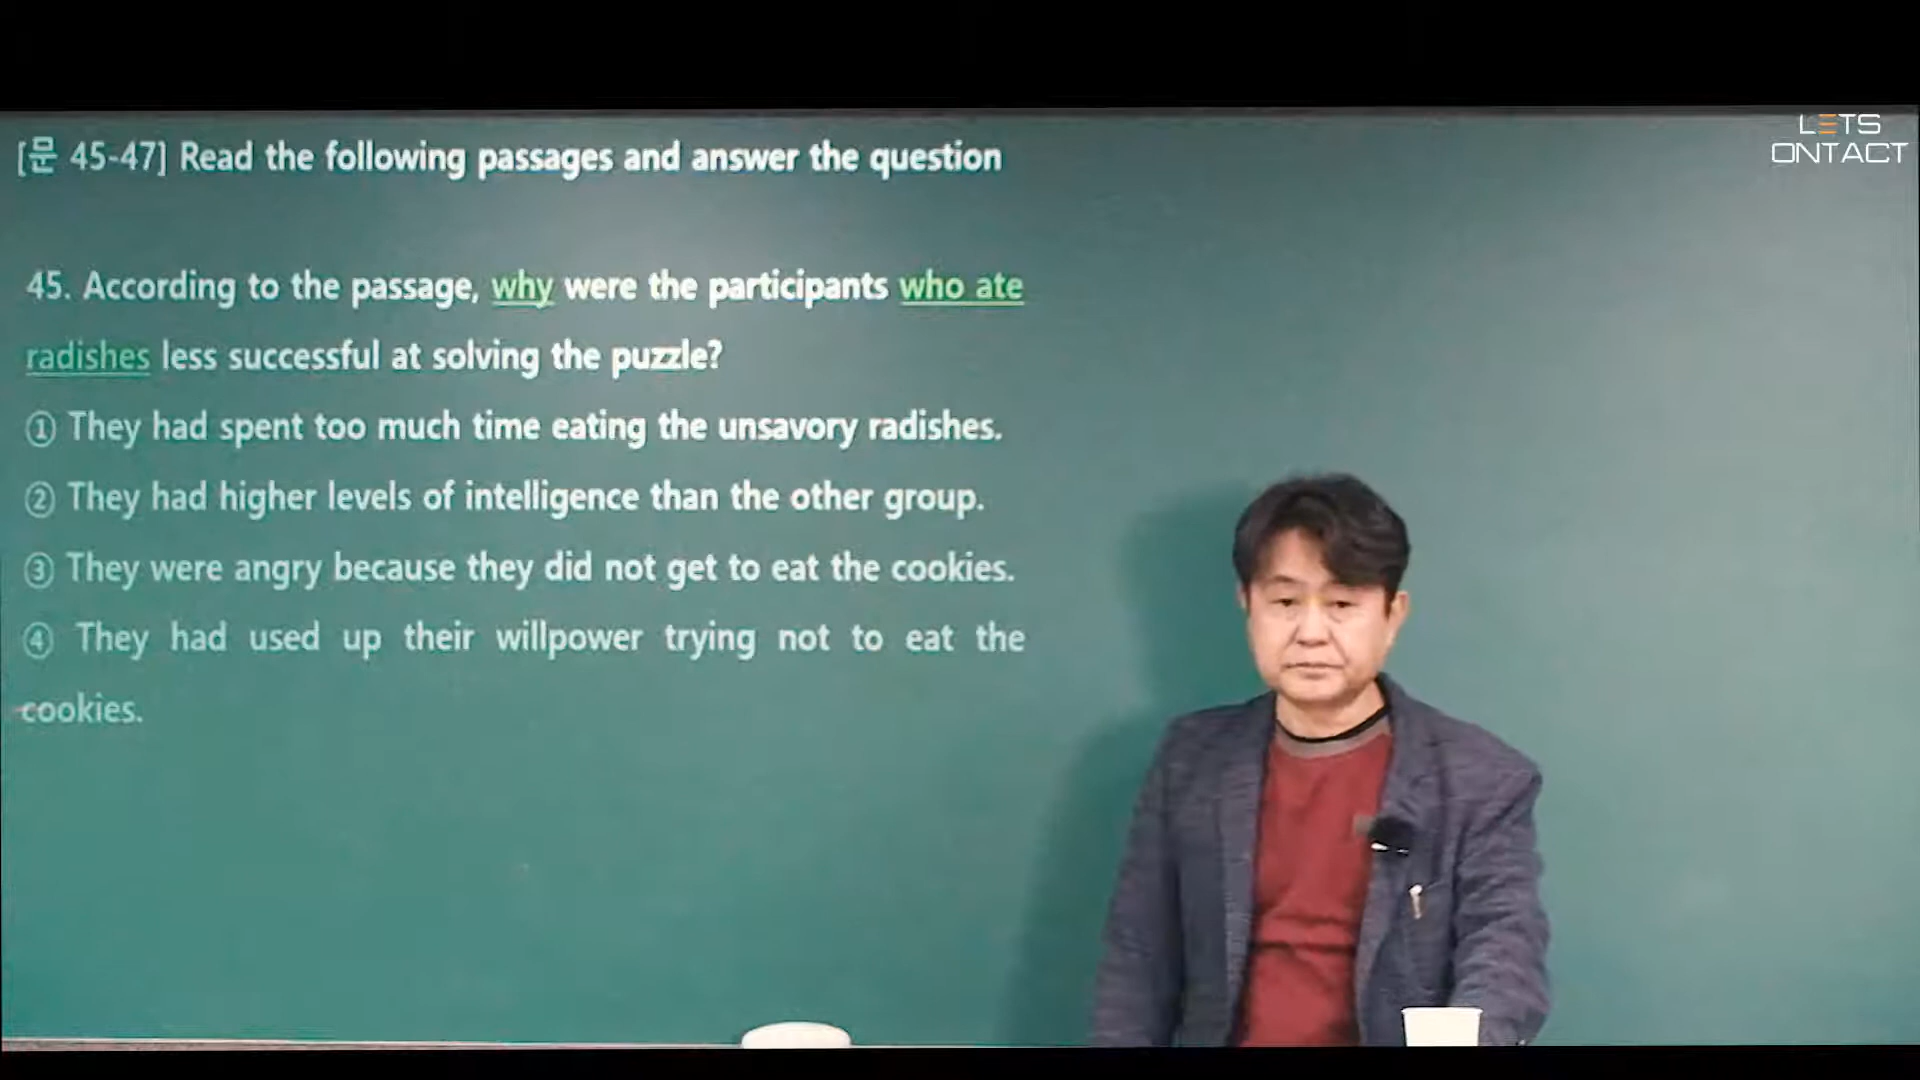 LETS
ONTACT
[문 45-47] Read the following passages and answer the question
45. According to the passage, why were the participants who ate
radishes less successful at solving the puzzle?
① They had spent too much time eating the unsavory radishes.
② They had higher levels of intelligence than the other group.
③ They were angry because they did not get to eat the cookies.
④ They had used up their willpower trying not to eat the
cookies.